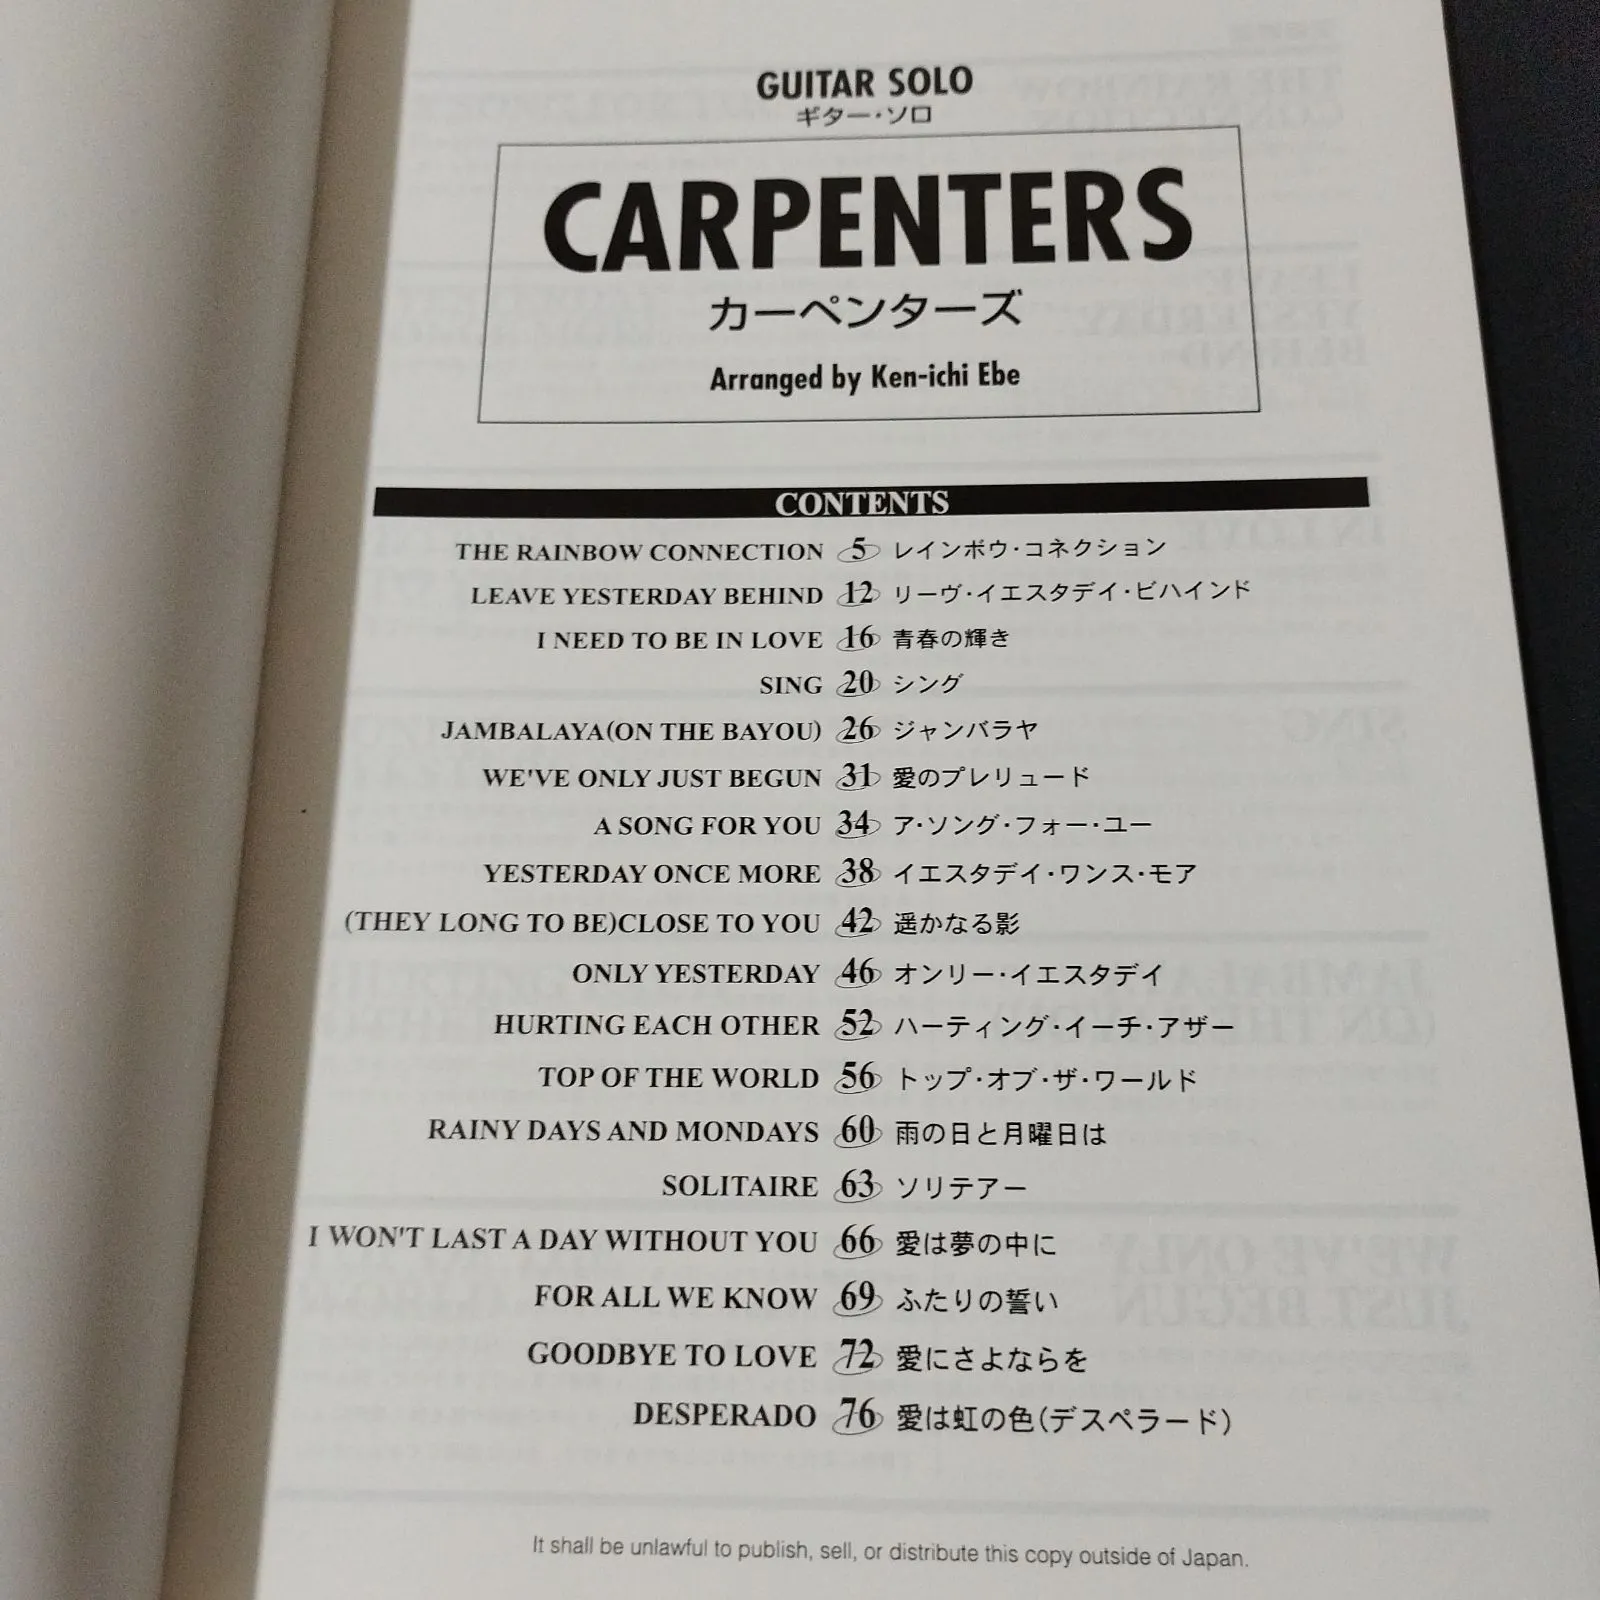 GUITAR SOLO
ギター・ソロ
CARPENTERS
カーペンターズ
Arranged by Ken-ichi Ebe
CONTENTS
THE RAINBOW CONNECTION 5 レインボウ・コネクション
LEAVE YESTERDAY BEHIND 12 リーヴ・イエスタデイ・ビハインド
I NEED TO BE IN LOVE 16 青春の輝き
SING 20 シング
JAMBALAYA(ON THE BAYOU) 26 ジャンバラヤ
WE'VE ONLY JUST BEGUN 31 愛のプレリュード
A SONG FOR YOU 34 ア・ソング・フォー・ユー
YESTERDAY ONCE MORE 38 イエスタデイ・ワンス・モア
(THEY LONG TO BE)CLOSE TO YOU 42 遥かなる影
ONLY YESTERDAY 46 オンリー・イエスタデイ
HURTING EACH OTHER 52 ハーティング・イーチ・アザー
TOP OF THE WORLD 56 トップ・オブ・ザ・ワールド
RAINY DAYS AND MONDAYS 60 雨の日と月曜日は
SOLITAIRE 63 ソリテアー
I WON'T LAST A DAY WITHOUT YOU 66 愛は夢の中に
FOR ALL WE KNOW 69 ふたりの誓い
GOODBYE TO LOVE 72 愛にさよならを
DESPERADO 76 愛は虹の色(デスペラード)
It shall be unlawful to publish, sell, or distribute this copy outside of Japan.